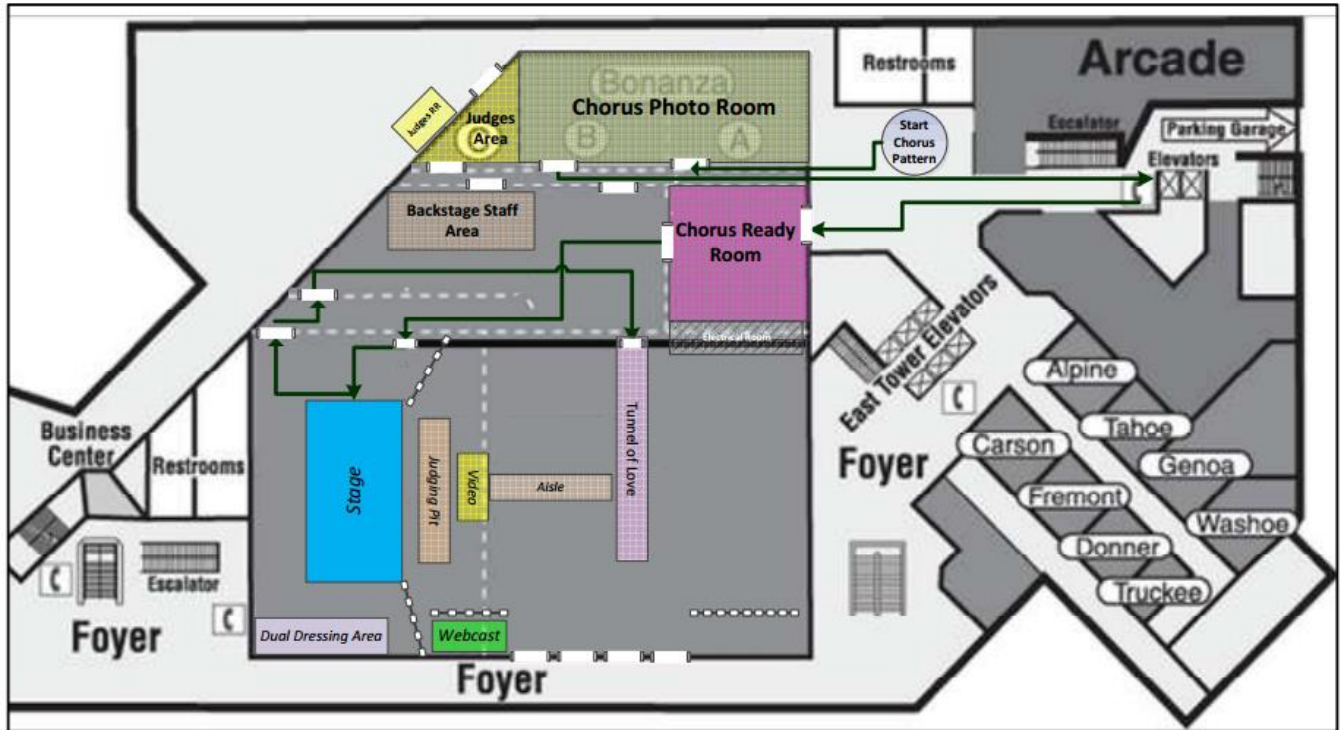 Arcade
Restrooms
Bonanza
Chorus Photo Room
Judges RR
Judges
Area
C
B
A
Start
Chorus
Pattern
Escalator
Parking Garage
Elevators
Backstage Staff
Area
Chorus Ready
Room
Electrical Room
East Tower Elevators
Alpine
Tahoe
Genoa
Washoe
Carson
Fremont
Donner
Truckee
Foyer
Business
Center
Restrooms
Stage
Judging Pit
Video
Aisle
Tunnel of Love
Escalator
Foyer
Dual Dressing Area
Webcast
Foyer